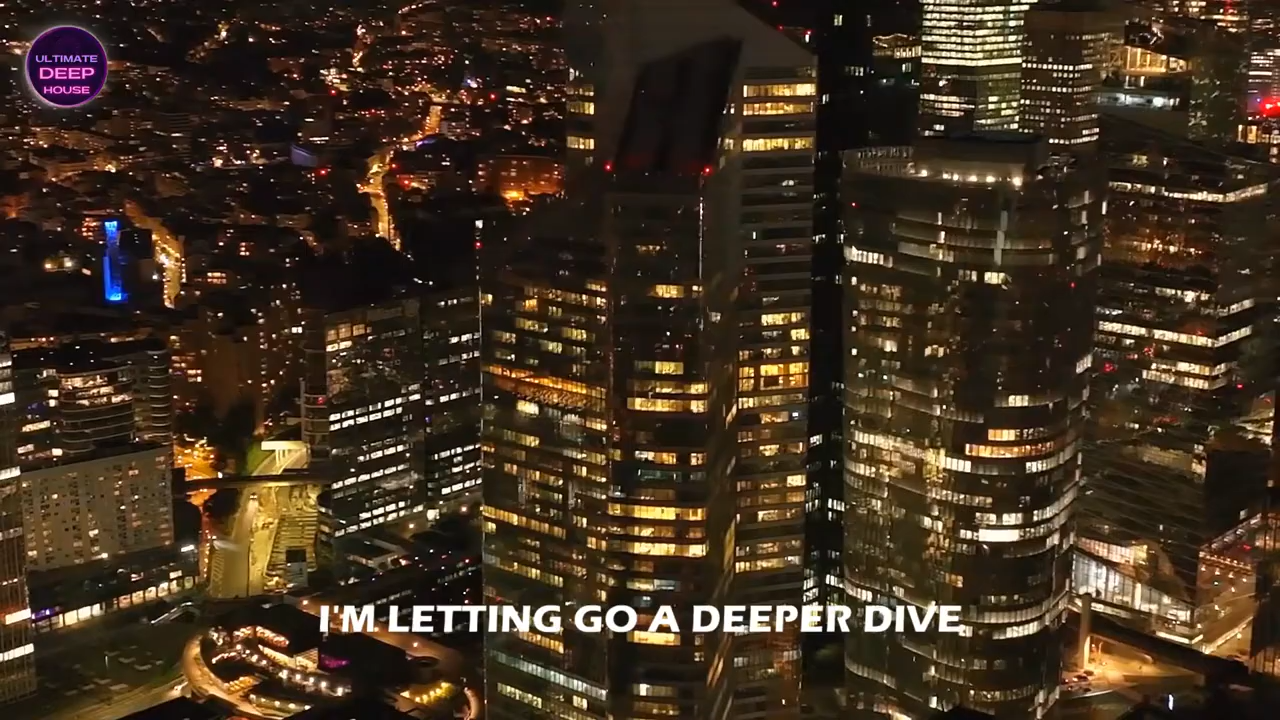 ULTIMATE
DEEP
HOUSE
I'M LETTING GO A DEEPER DIVE